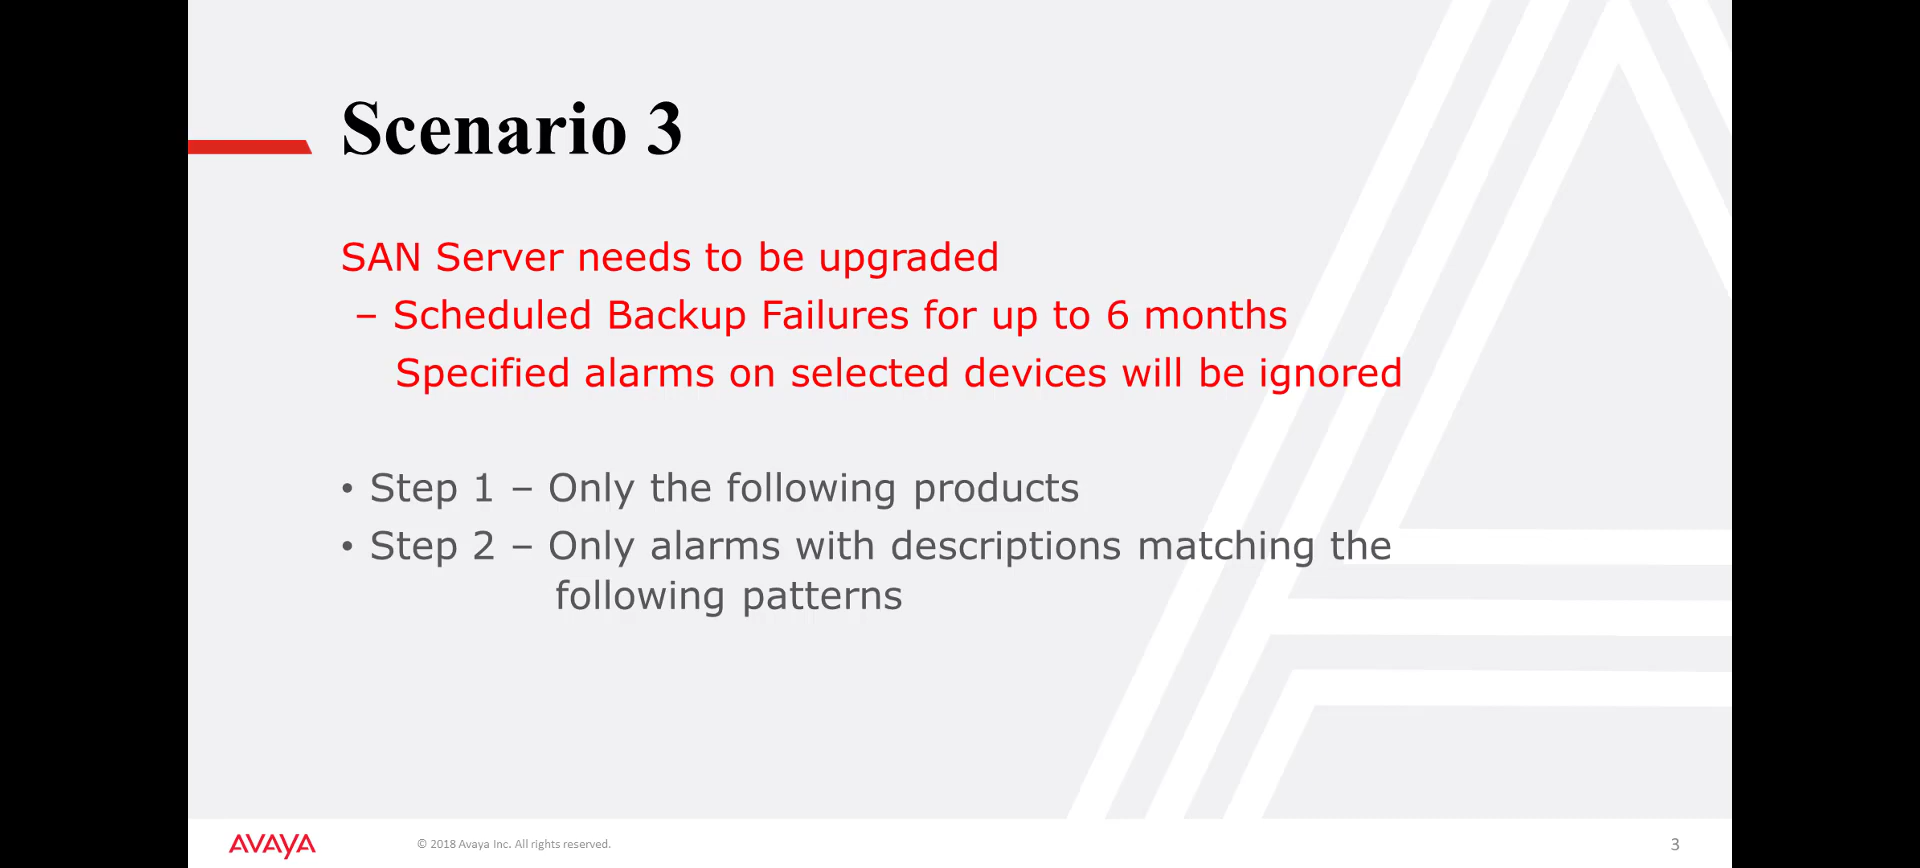 Scenario 3
SAN Server needs to be upgraded
– Scheduled Backup Failures for up to 6 months
Specified alarms on selected devices will be ignored
• Step 1 – Only the following products
• Step 2 – Only alarms with descriptions matching the
following patterns
AVAYA
© 2018 Avaya Inc. All rights reserved.
3